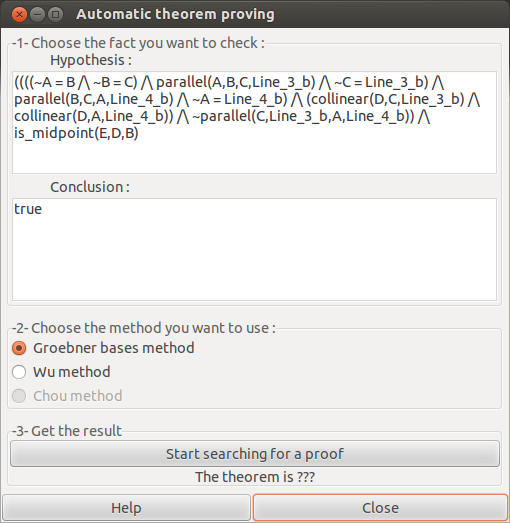 Automatic theorem proving
-1- Choose the fact you want to check :
Hypothesis :
((((~A = B /\ ~B = C) /\ parallel(A,B,C,Line_3_b) /\ ~C = Line_3_b) /\
parallel(B,C,A,Line_4_b) /\ ~A = Line_4_b) /\ (collinear(D,C,Line_3_b) /\
collinear(D,A,Line_4_b)) /\ ~parallel(C,Line_3_b,A,Line_4_b)) /\
is_midpoint(E,D,B)
Conclusion :
true
-2- Choose the method you want to use :
Groebner bases method
Wu method
Chou method
-3- Get the result
Start searching for a proof
The theorem is ???
Help
Close